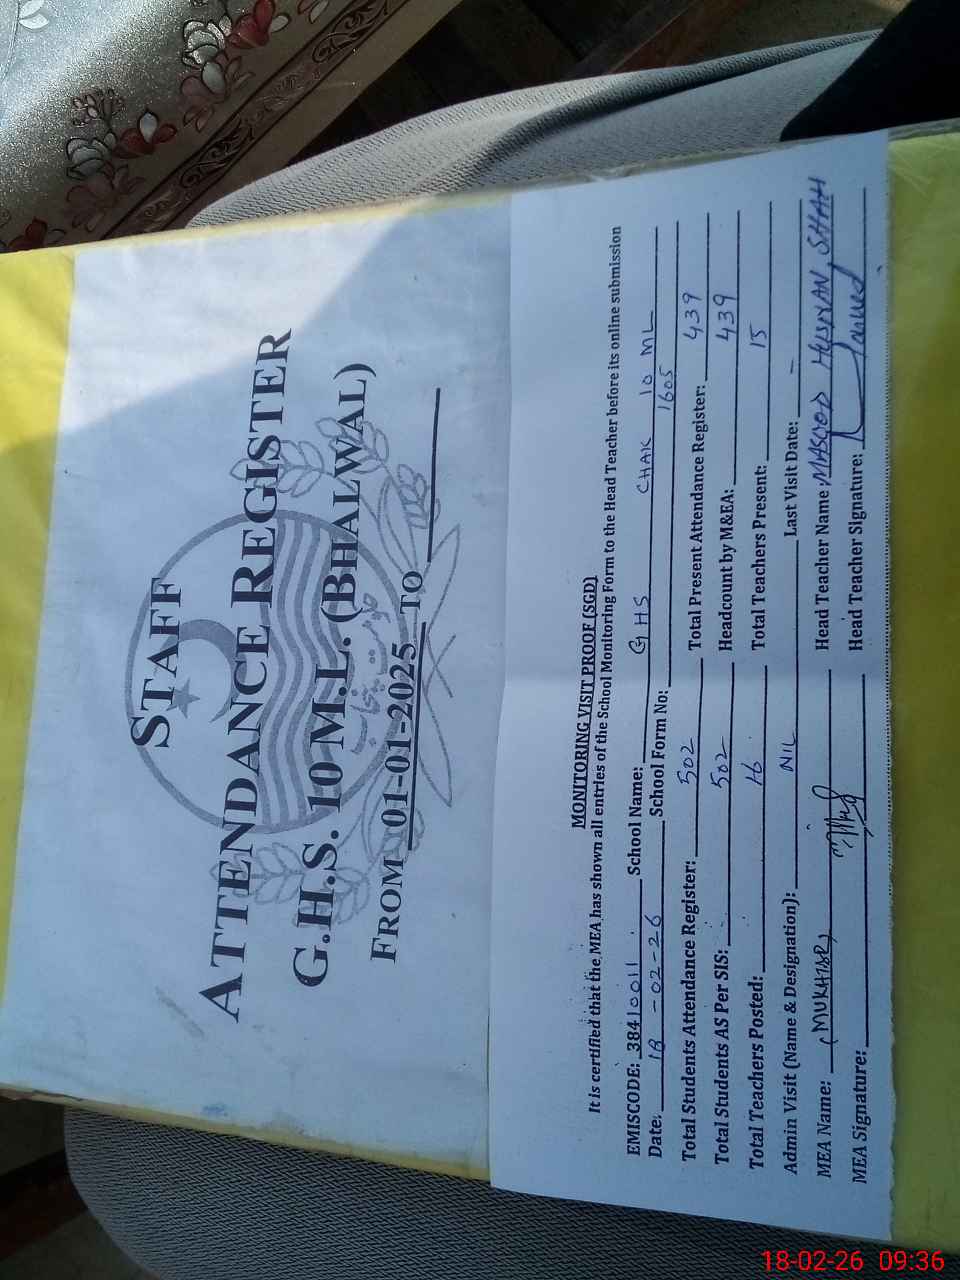 STAFF
ATTENDANCE REGISTER
G.H.S. 10 M.L. (BHALWAL)
FROM 01-01-2025 TO
MONITORING VISIT PROOF (SGD)
It is certified that the MEA has shown all entries of the School Monitoring Form to the Head Teacher before its online submission
EMISCODE: 38410011 School Name: GHS CHAK 10 ML
Date: 18-02-26 School Form No: 1605
Total Students Attendance Register: 502 Total Present Attendance Register: 439
Total Students AS Per SIS: 502 Headcount by M&EA: 439
Total Teachers Posted: 16 Total Teachers Present: 15
Admin Visit (Name & Designation): NIL Last Visit Date: –
MEA Name: Head Teacher Name: MASOOD HUSNAN SHAH
MEA Signature: Head Teacher Signature:
18-02-26 09:36